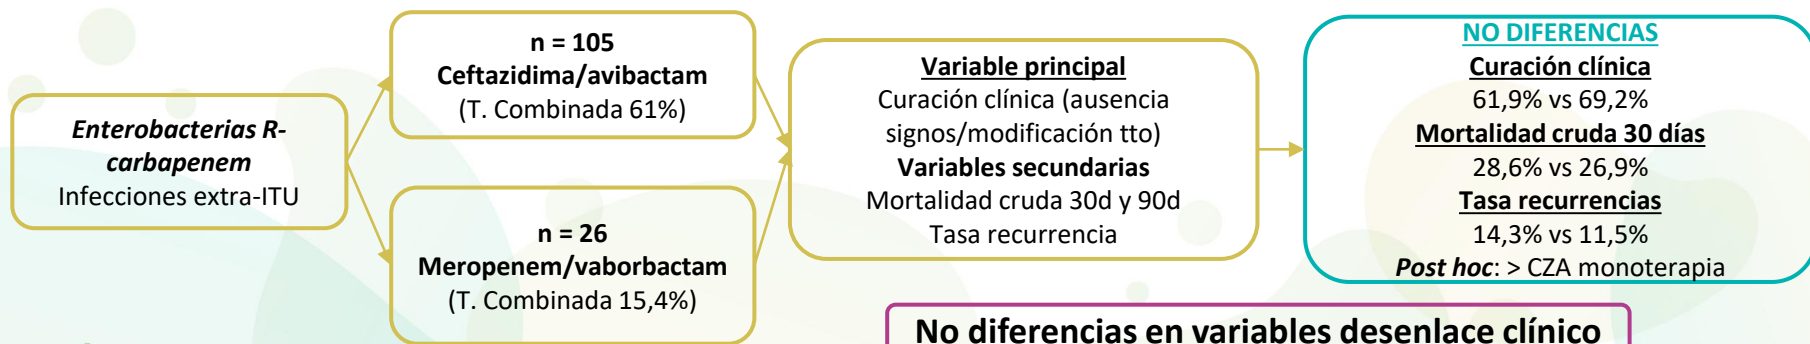 Enterobacterias R-
carbapenem
Infecciones extra-ITU
n = 105
Ceftazidima/avibactam
(T. Combinada 61%)
n = 26
Meropenem/vaborbactam
(T. Combinada 15,4%)
Variable principal
Curación clínica (ausencia
signos/modificación tto)
Variables secundarias
Mortalidad cruda 30d y 90d
Tasa recurrencia
NO DIFERENCIAS
Curación clínica
61,9% vs 69,2%
Mortalidad cruda 30 días
28,6% vs 26,9%
Tasa recurrencias
14,3% vs 11,5%
Post hoc: > CZA monoterapia
No diferencias en variables desenlace clínico